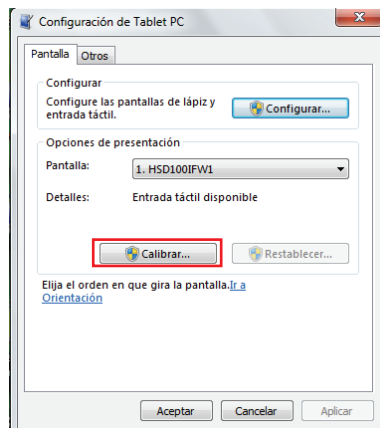 Configuración de Tablet PC
x
Pantalla Otros
Configurar
Configure las pantallas de lápiz y
entrada táctil.
Configurar...
Opciones de presentación
Pantalla: 1. HSD100IFW1
Detalles: Entrada táctil disponible
Calibrar... Restablecer...
Elija el orden en que gira la pantalla.Ir a
Orientación
Aceptar Cancelar Aplicar